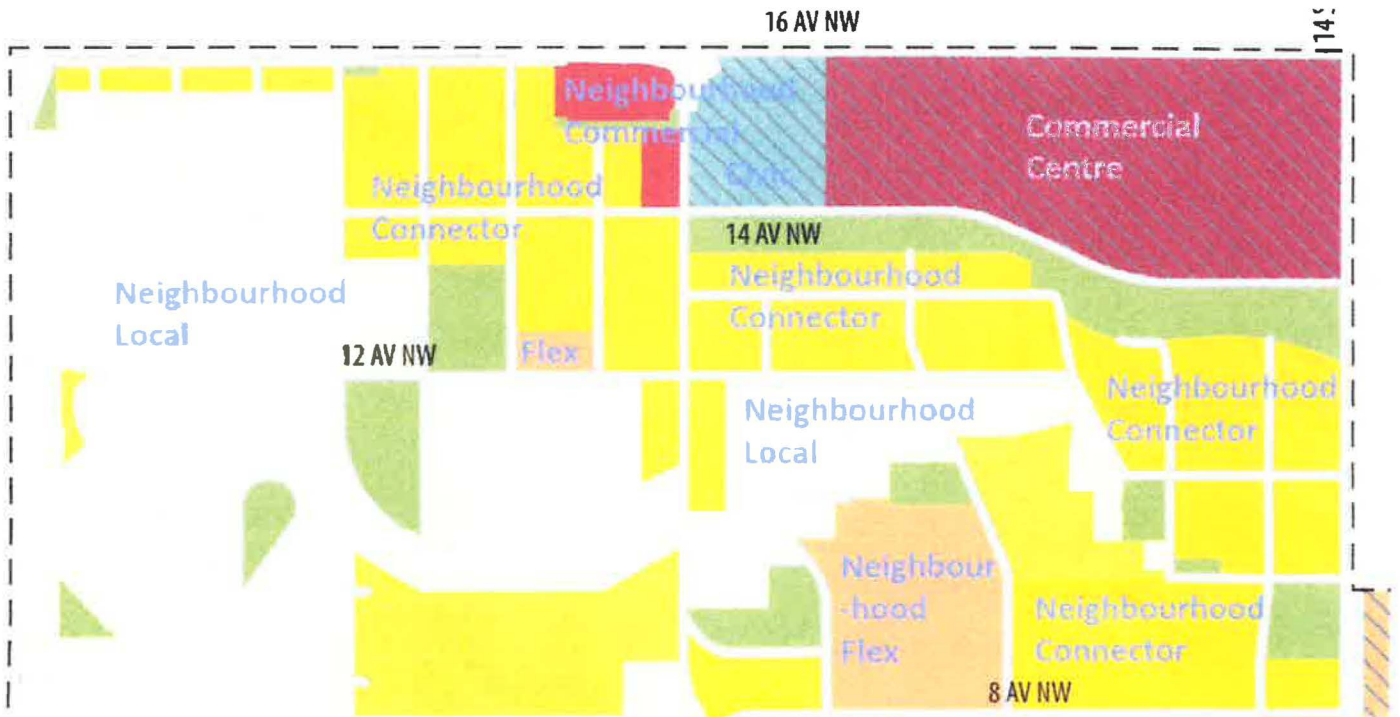 16 AV NW
Neighbourhood
Commercial
Civic
Commercial
Centre
Neighbourhood
Connector
14 AV NW
Neighbourhood
Connector
Neighbourhood
Local
12 AV NW
Flex
Neighbourhood
Connector
Neighbourhood
Local
Neighbour
-hood
Flex
Neighbourhood
Connector
8 AV NW